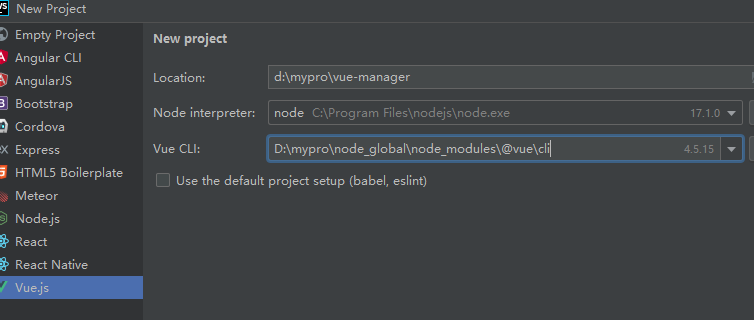 New Project
Empty Project
Angular CLI
AngularJS
Bootstrap
Cordova
Express
HTML5 Boilerplate
Meteor
Node.js
React
React Native
Vue.js
New project
Location: d:\mypro\vue-manager
Node interpreter: node C:\Program Files\nodejs\node.exe 17.1.0
Vue CLI: D:\mypro\node_global\node_modules\@vue\cli 4.5.15
Use the default project setup (babel, eslint)